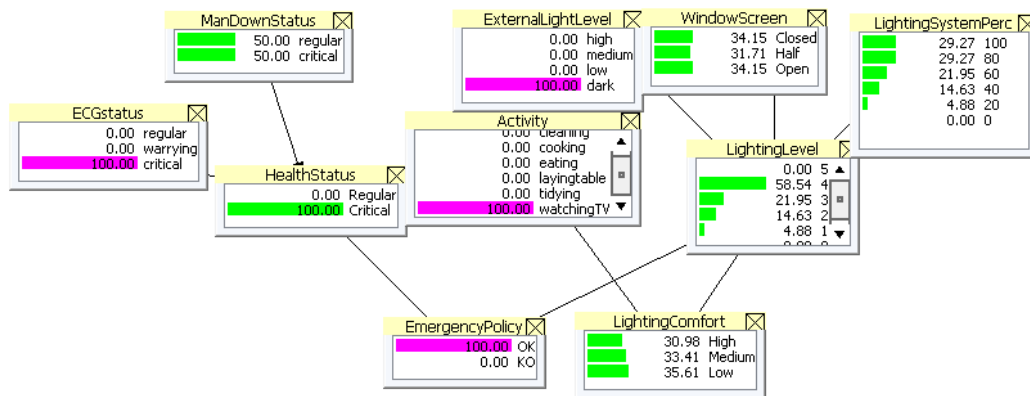 ManDownStatus
50.00 regular
50.00 critical
ExternalLightLevel
0.00 high
0.00 medium
0.00 low
100.00 dark
WindowScreen
34.15 Closed
31.71 Half
34.15 Open
LightingSystemPerc
29.27 100
29.27 80
21.95 60
14.63 40
4.88 20
0.00 0
ECGstatus
0.00 regular
0.00 warrying
100.00 critical
HealthStatus
0.00 Regular
100.00 Critical
Activity
0.00 cleaning
0.00 cooking
0.00 eating
0.00 layingtable
0.00 tidying
100.00 watchingTV
LightingLevel
0.00 5
58.54 4
21.95 3
14.63 2
4.88 1
0.00 0
EmergencyPolicy
100.00 OK
0.00 KO
LightingComfort
30.98 High
33.41 Medium
35.61 Low